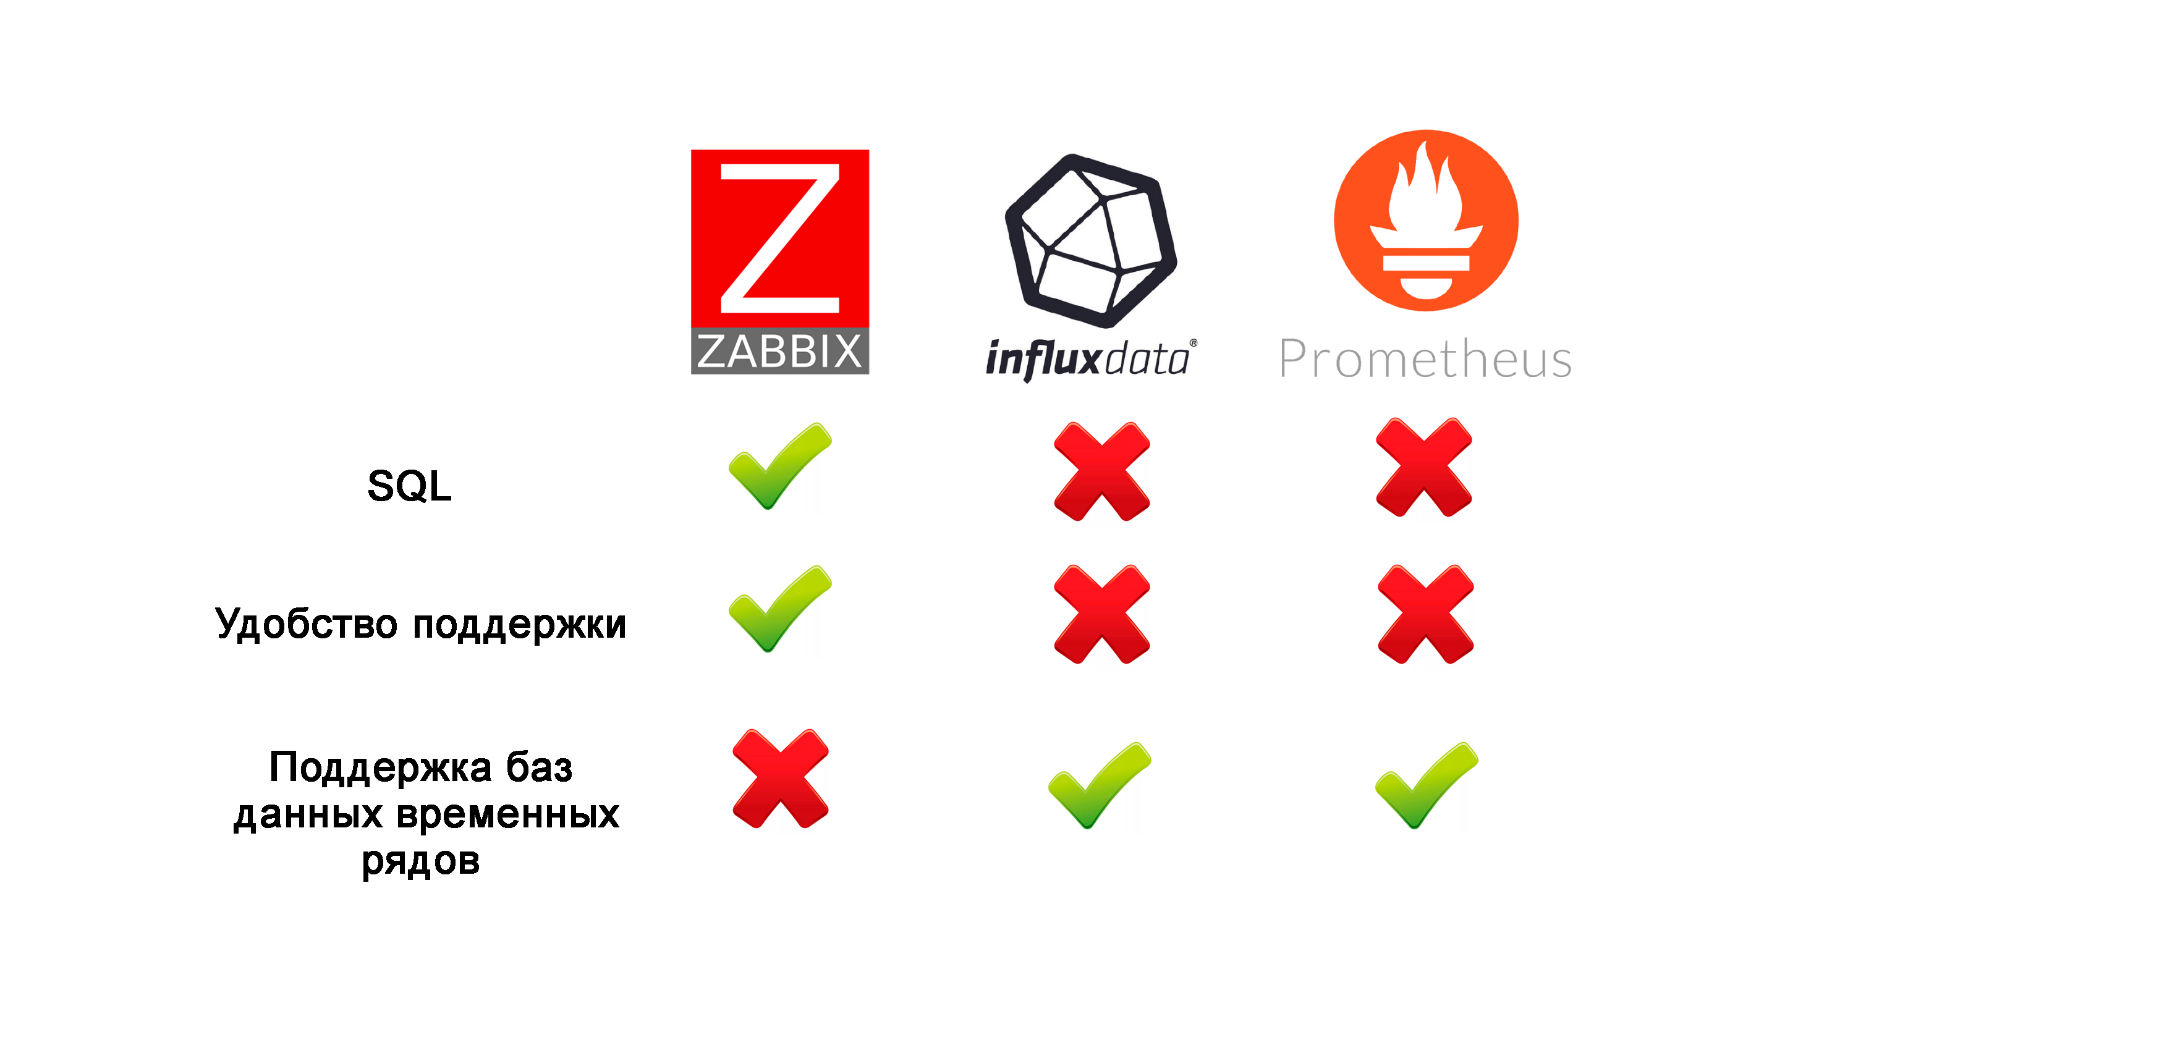 Z
ZABBIX
influxdata®
Prometheus
SQL
Удобство поддержки
Поддержка баз
данных временных
рядов